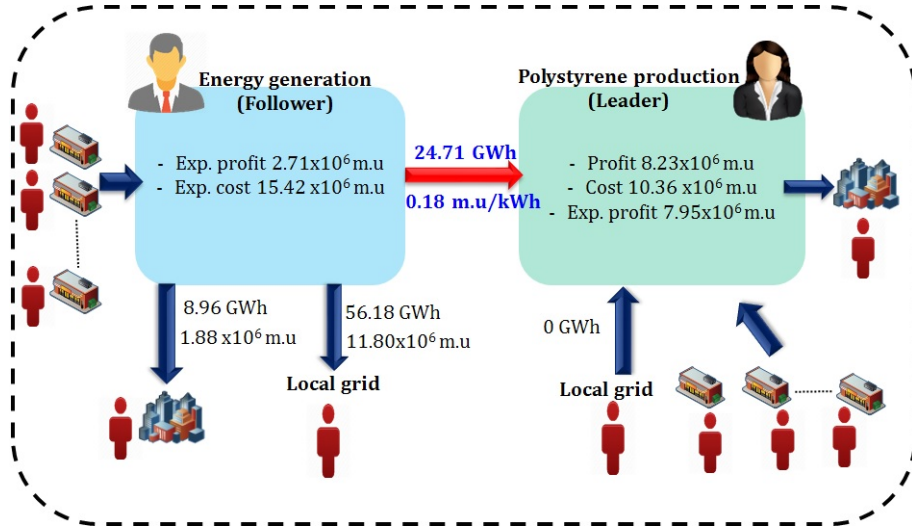 Energy generation
(Follower)
- Exp. profit 2.71x10⁶ m.u
- Exp. cost 15.42 x10⁶ m.u
24.71 GWh
0.18 m.u/kWh
Polystyrene production
(Leader)
- Profit 8.23x10⁶ m.u
- Cost 10.36 x10⁶ m.u
- Exp. profit 7.95x10⁶ m.u
8.96 GWh
1.88 x10⁶ m.u
56.18 GWh
11.80x10⁶ m.u
Local grid
0 GWh
Local grid